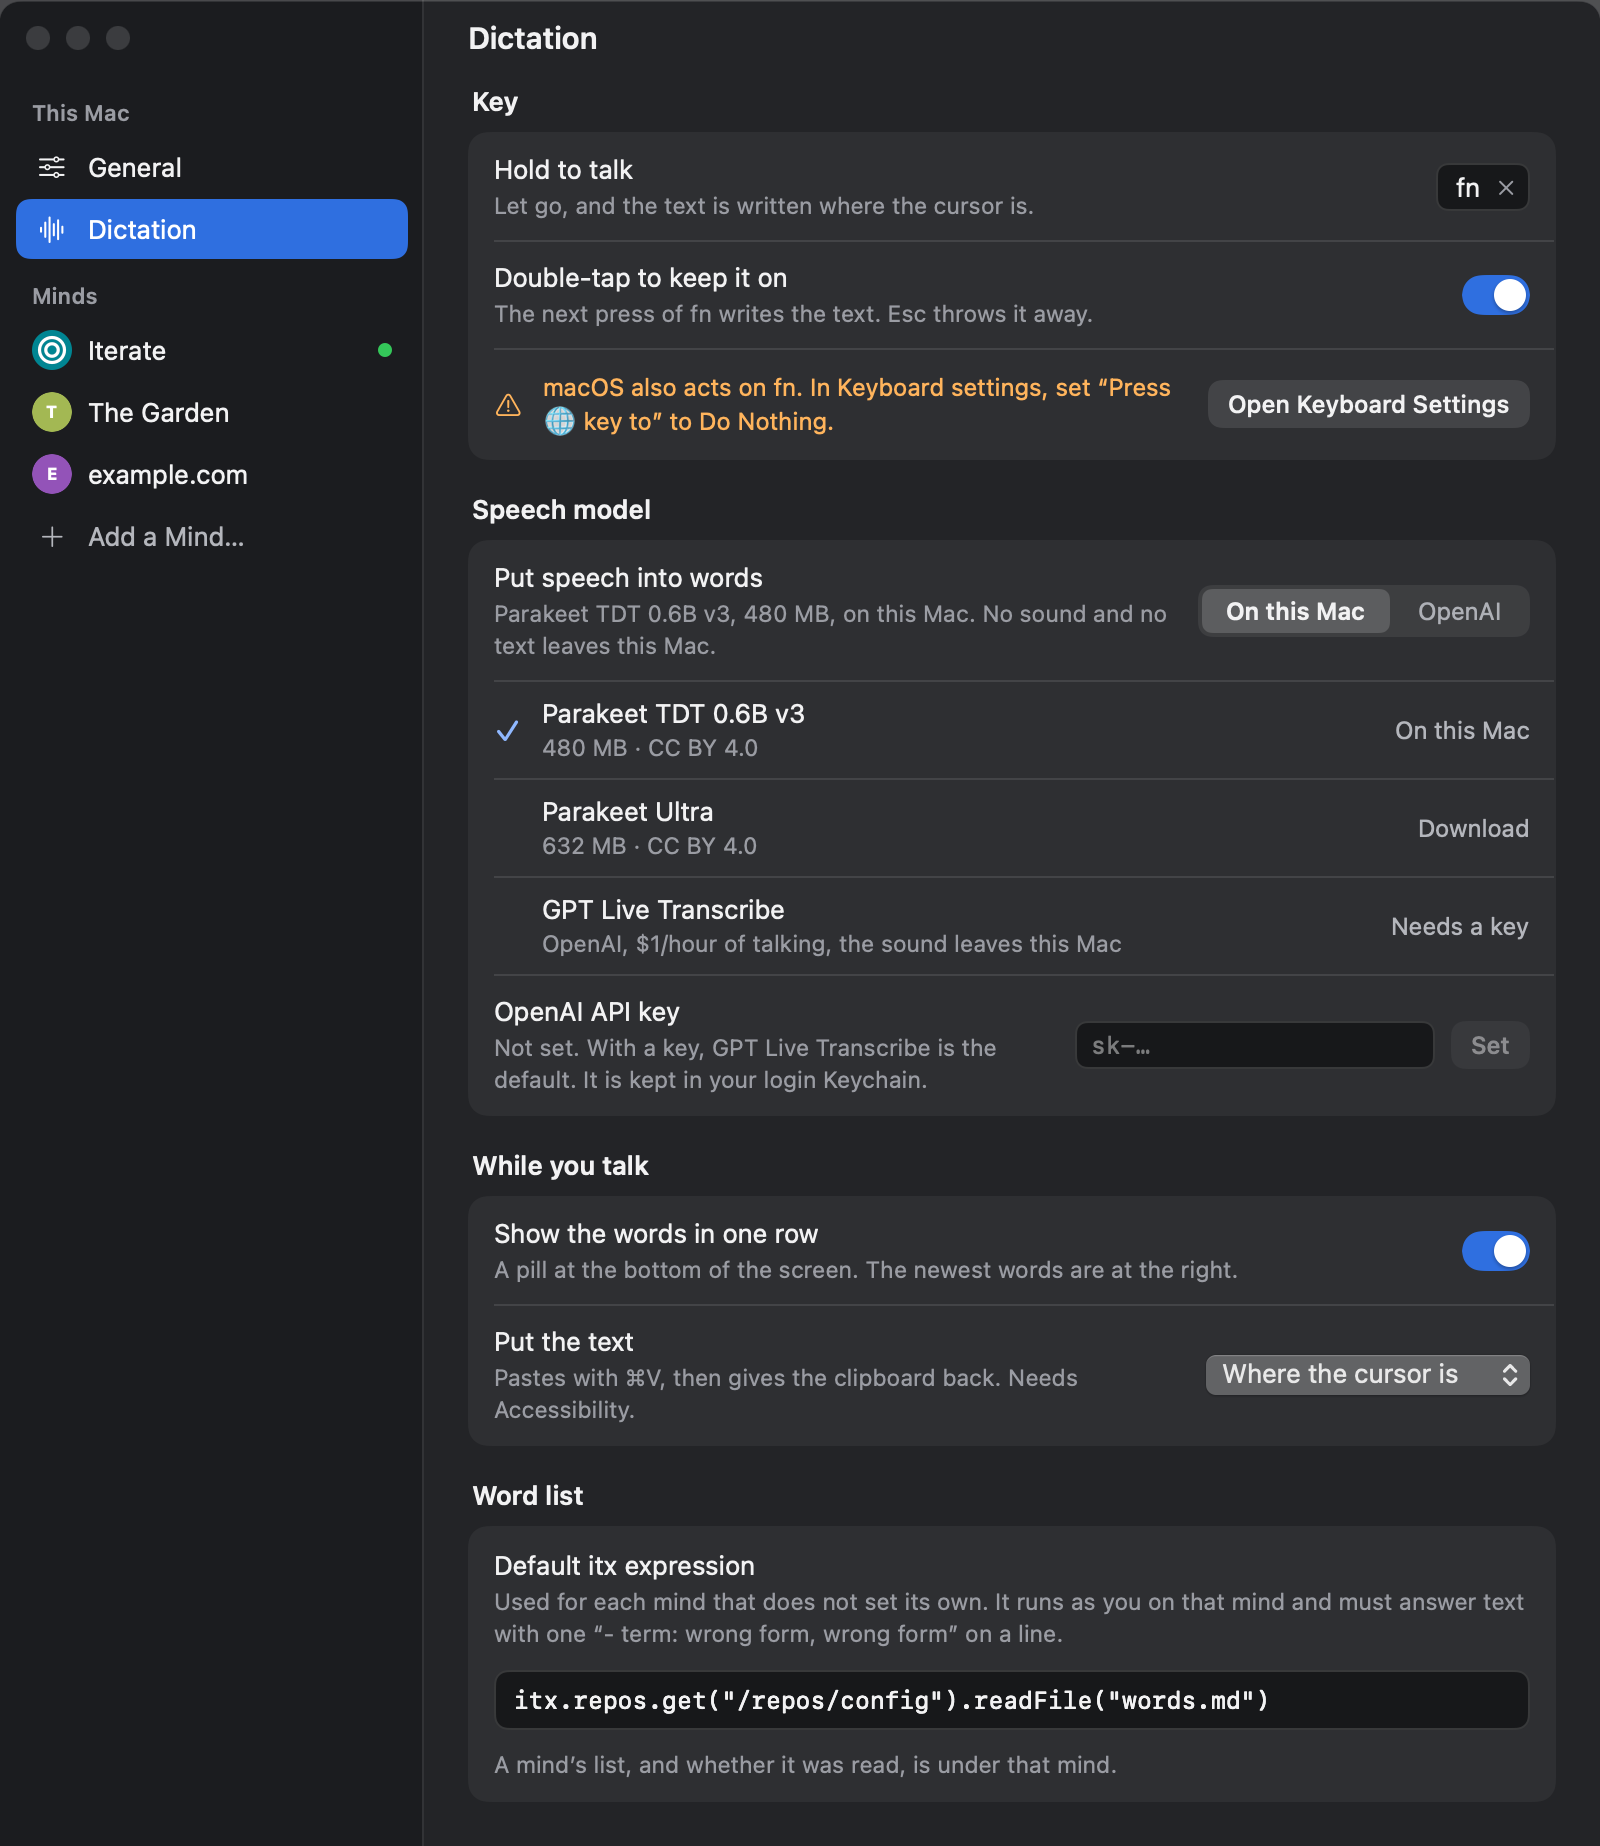 Dictation
This Mac
General
Dictation
Minds
Iterate
T
The Garden
E
example.com
Add a Mind...
Key
Hold to talk
Let go, and the text is written where the cursor is.
fn
Double-tap to keep it on
The next press of fn writes the text. Esc throws it away.
macOS also acts on fn. In Keyboard settings, set “Press
🌐 key to” to Do Nothing.
Open Keyboard Settings
Speech model
Put speech into words
Parakeet TDT 0.6B v3, 480 MB, on this Mac. No sound and no
text leaves this Mac.
On this Mac
OpenAI
Parakeet TDT 0.6B v3
480 MB · CC BY 4.0
On this Mac
Parakeet Ultra
632 MB · CC BY 4.0
Download
GPT Live Transcribe
OpenAI, $1/hour of talking, the sound leaves this Mac
Needs a key
OpenAI API key
Not set. With a key, GPT Live Transcribe is the
default. It is kept in your login Keychain.
sk-…
Set
While you talk
Show the words in one row
A pill at the bottom of the screen. The newest words are at the right.
Put the text
Pastes with ⌘V, then gives the clipboard back. Needs
Accessibility.
Where the cursor is
Word list
Default itx expression
Used for each mind that does not set its own. It runs as you on that mind and must answer text
with one “- term: wrong form, wrong form” on a line.
itx.repos.get("/repos/config").readFile("words.md")
A mind’s list, and whether it was read, is under that mind.